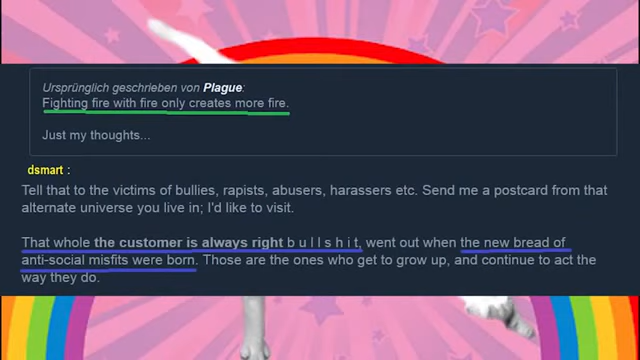 Ursprünglich geschrieben von Plague:
Fighting fire with fire only creates more fire.
Just my thoughts...
dsmart :
Tell that to the victims of bullies, rapists, abusers, harassers etc. Send me a postcard from that
alternate universe you live in; I'd like to visit.
That whole the customer is always right b u l l s h i t, went out when the new bread of
anti-social misfits were born. Those are the ones who get to grow up, and continue to act the
way they do.